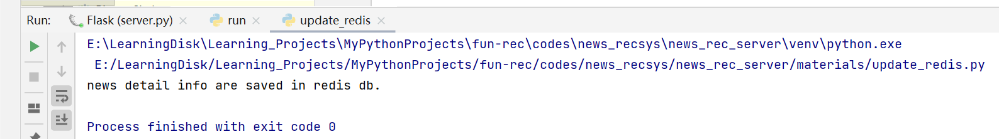 Run: Flask (server.py) run update_redis
E:\LearningDisk\Learning_Projects\MyPythonProjects\fun-rec\codes\news_recsys\news_rec_server\venv\python.exe
E:/LearningDisk/Learning_Projects/MyPythonProjects/fun-rec/codes/news_recsys/news_rec_server/materials/update_redis.py
news detail info are saved in redis db.
Process finished with exit code 0